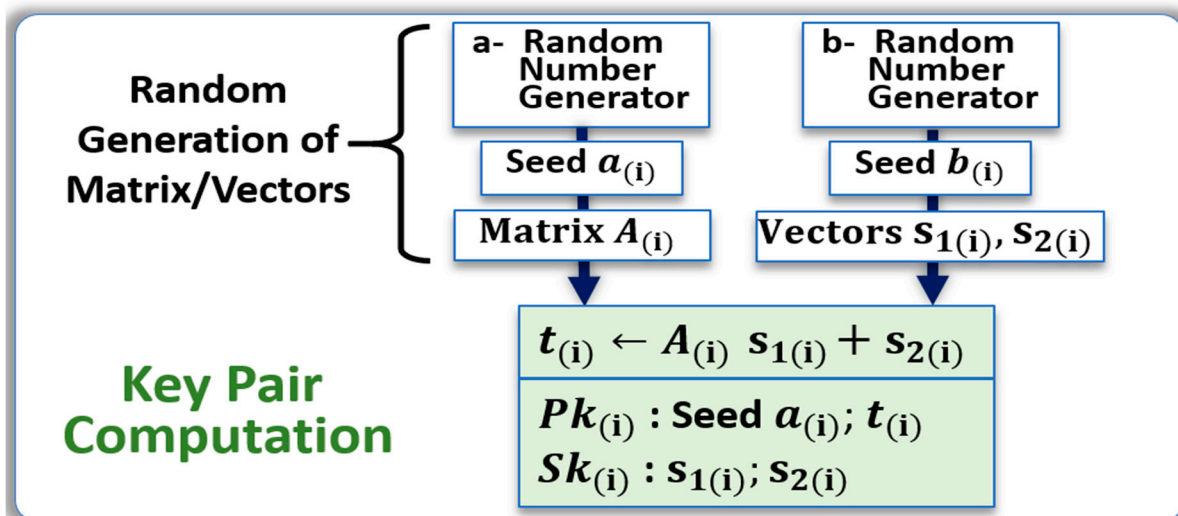 Random
Generation of
Matrix/Vectors
a- Random
Number
Generator
Seed a(i)
Matrix A(i)
b- Random
Number
Generator
Seed b(i)
Vectors s1(i), s2(i)
Key Pair
Computation
t(i) ← A(i) s1(i) + s2(i)
Pk(i) : Seed a(i); t(i)
Sk(i) : s1(i); s2(i)